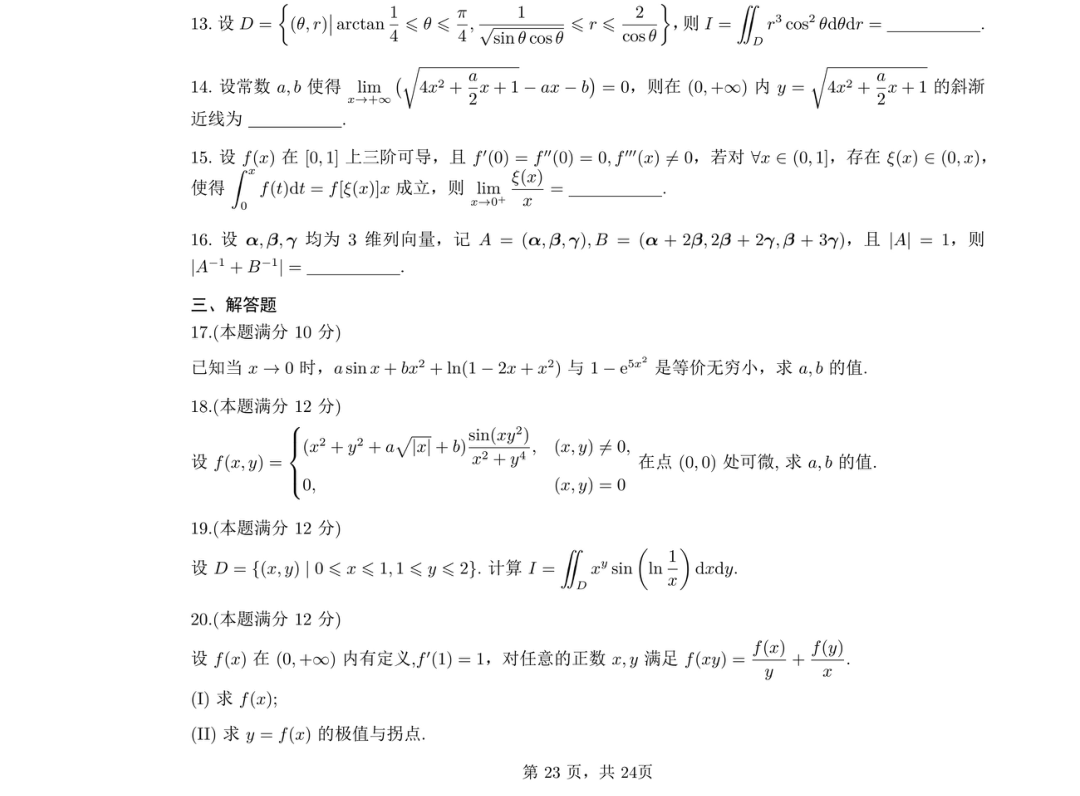 13. 设 D = {(θ, r)| arctan 1/4 ⩽ θ ⩽ π/4, 1/√(sin θ cos θ) ⩽ r ⩽ 2/cos θ}, 则 I = ∬_D r³ cos² θdθdr = ____________.
14. 设常数 a, b 使得 lim_{x→+∞} (√(4x² + a/2 x + 1) − ax − b) = 0，则在 (0, +∞) 内 y = √(4x² + a/2 x + 1) 的斜渐
近线为 ____________.
15. 设 f(x) 在 [0, 1] 上三阶可导，且 f′(0) = f″(0) = 0, f‴(x) ≠ 0，若对 ∀x ∈ (0, 1]，存在 ξ(x) ∈ (0, x)，
使得 ∫_0^x f(t)dt = f[ξ(x)]x 成立，则 lim_{x→0⁺} ξ(x)/x = ____________.
16. 设 α, β, γ 均为 3 维列向量，记 A = (α, β, γ), B = (α + 2β, 2β + 2γ, β + 3γ)，且 |A| = 1，则
|A⁻¹ + B⁻¹| = ____________.
三、解答题
17.(本题满分 10 分)
已知当 x → 0 时，a sin x + bx² + ln(1 − 2x + x²) 与 1 − e^{5x²} 是等价无穷小，求 a, b 的值.
18.(本题满分 12 分)
设 f(x, y) = { (x² + y² + a√|x| + b) sin(xy²)/(x² + y⁴), (x, y) ≠ 0, 在点 (0, 0) 处可微, 求 a, b 的值.
0, (x, y) = 0
19.(本题满分 12 分)
设 D = {(x, y) | 0 ⩽ x ⩽ 1, 1 ⩽ y ⩽ 2}. 计算 I = ∬_D x^y sin (ln 1/x) dxdy.
20.(本题满分 12 分)
设 f(x) 在 (0, +∞) 内有定义,f′(1) = 1，对任意的正数 x, y 满足 f(xy) = f(x)/y + f(y)/x.
(I) 求 f(x);
(II) 求 y = f(x) 的极值与拐点.
第 23 页，共 24页